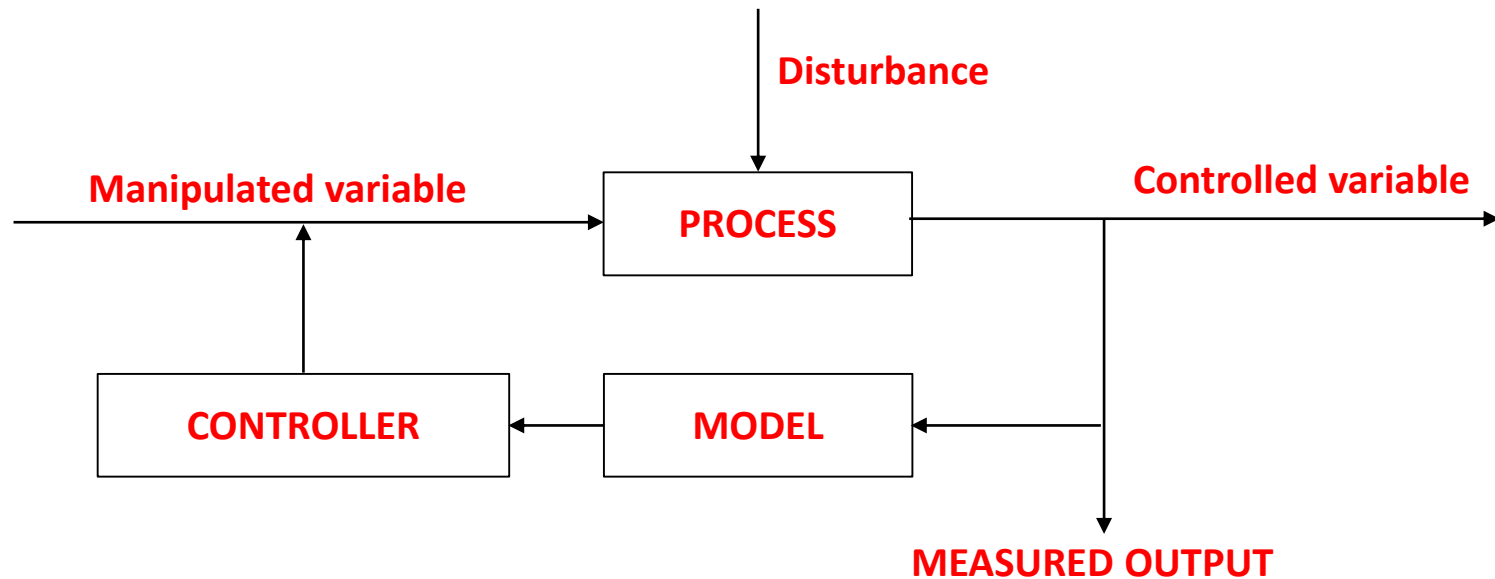 Disturbance
Manipulated variable
Controlled variable
PROCESS
CONTROLLER
MODEL
MEASURED OUTPUT